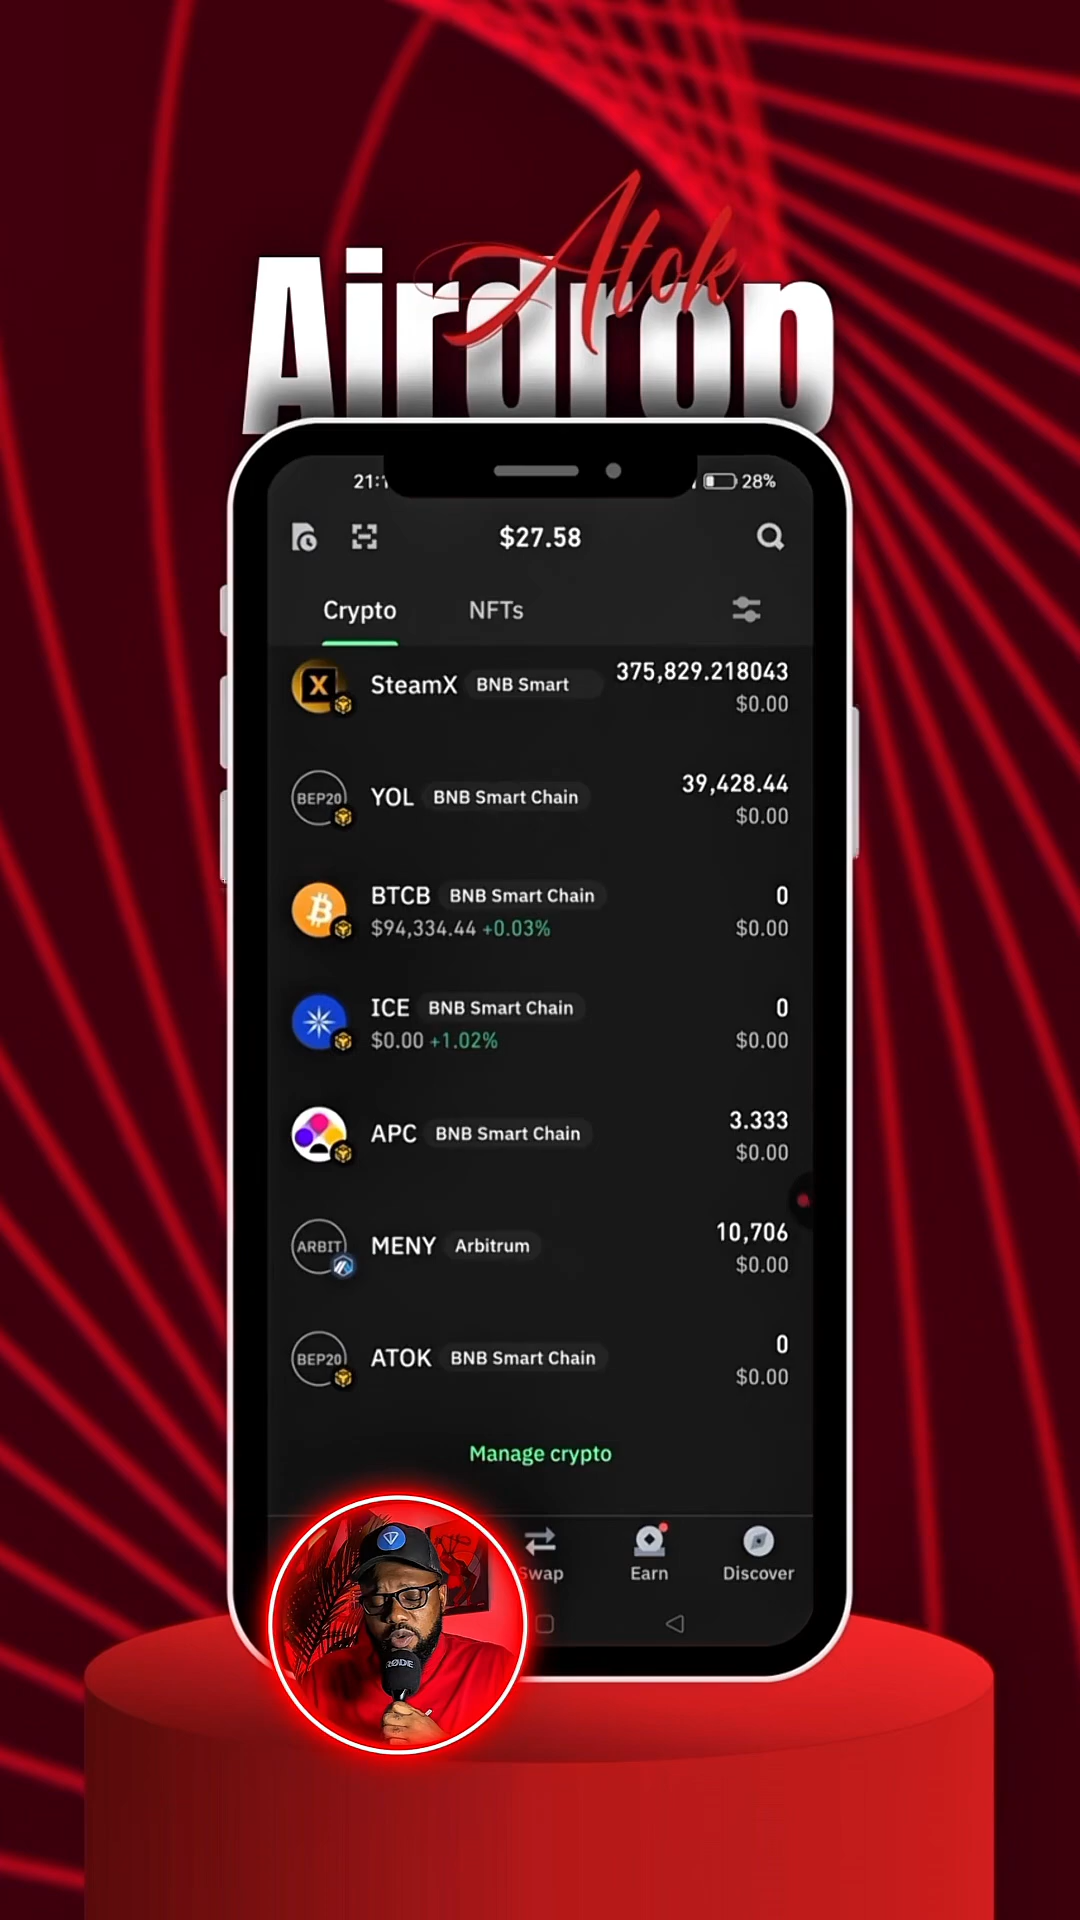 Atok
Airdrop
21:1
28%
$27.58
Crypto
NFTs
SteamX BNB Smart 375,829.218043
$0.00
BEP20 YOL BNB Smart Chain 39,428.44
$0.00
BTCB BNB Smart Chain 0
$94,334.44 +0.03% $0.00
ICE BNB Smart Chain 0
$0.00 +1.02% $0.00
APC BNB Smart Chain 3.333
$0.00
ARBIT MENY Arbitrum 10,706
$0.00
BEP20 ATOK BNB Smart Chain 0
$0.00
Manage crypto
Swap Earn Discover
RØDE